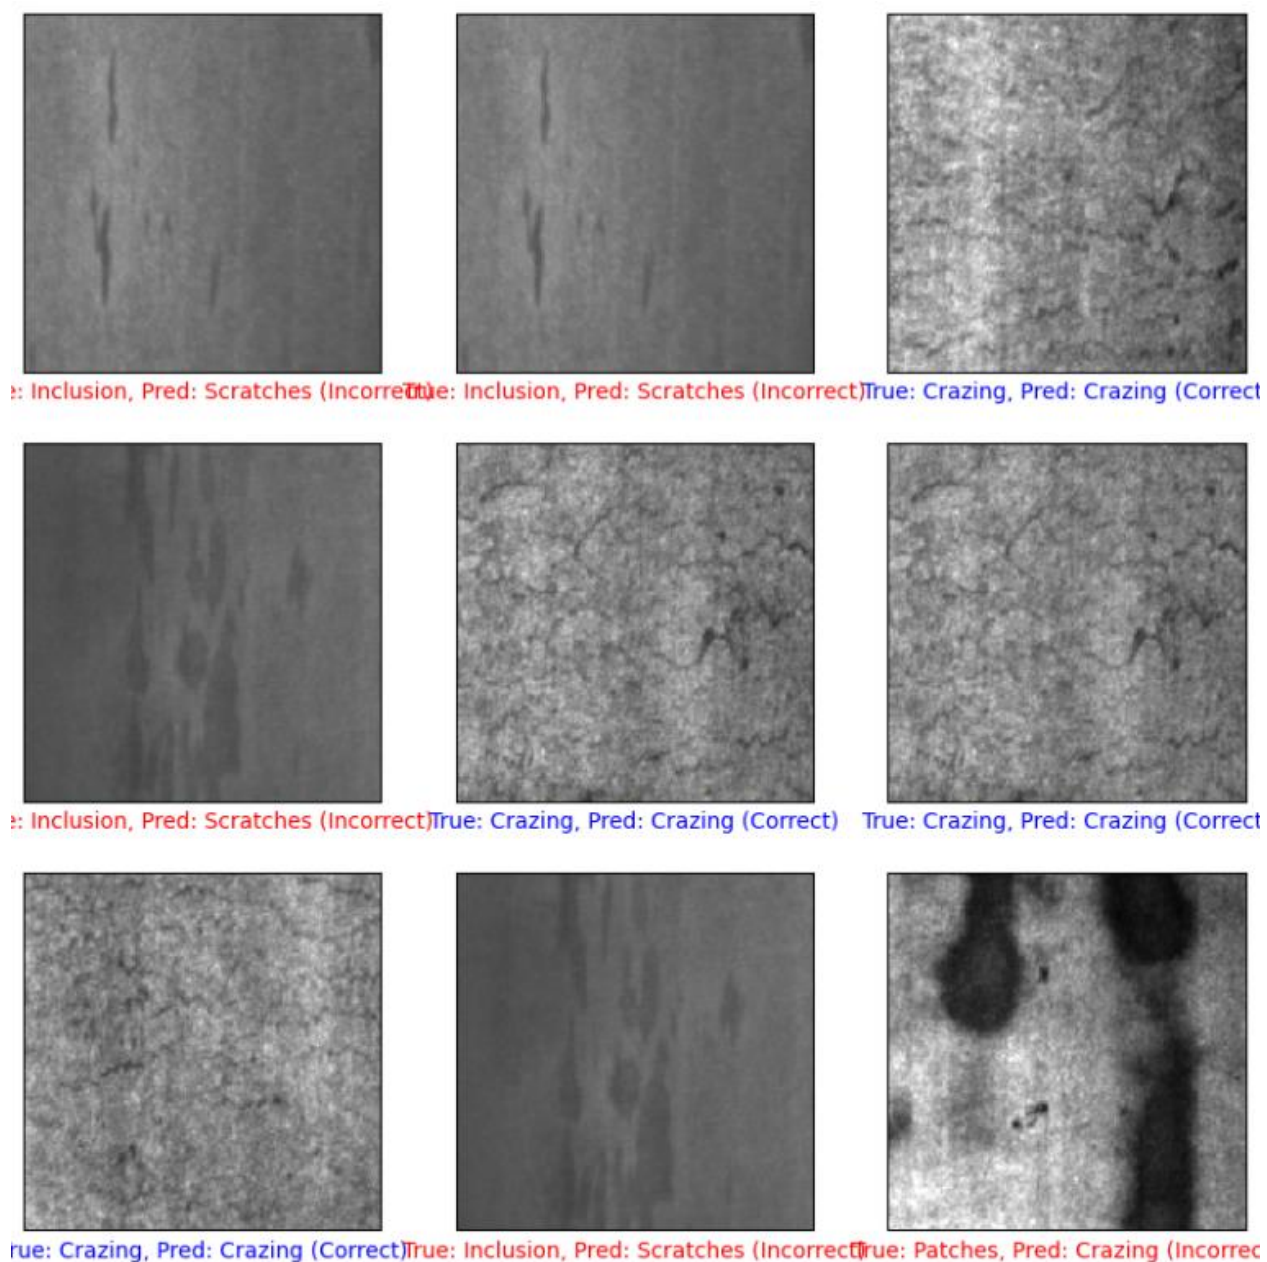 e: Inclusion, Pred: Scratches (Incorrect)
True: Inclusion, Pred: Scratches (Incorrect)
True: Crazing, Pred: Crazing (Correct
e: Inclusion, Pred: Scratches (Incorrect)
True: Crazing, Pred: Crazing (Correct)
True: Crazing, Pred: Crazing (Correct
rue: Crazing, Pred: Crazing (Correct)
True: Inclusion, Pred: Scratches (Incorrect)
True: Patches, Pred: Crazing (Incorrec